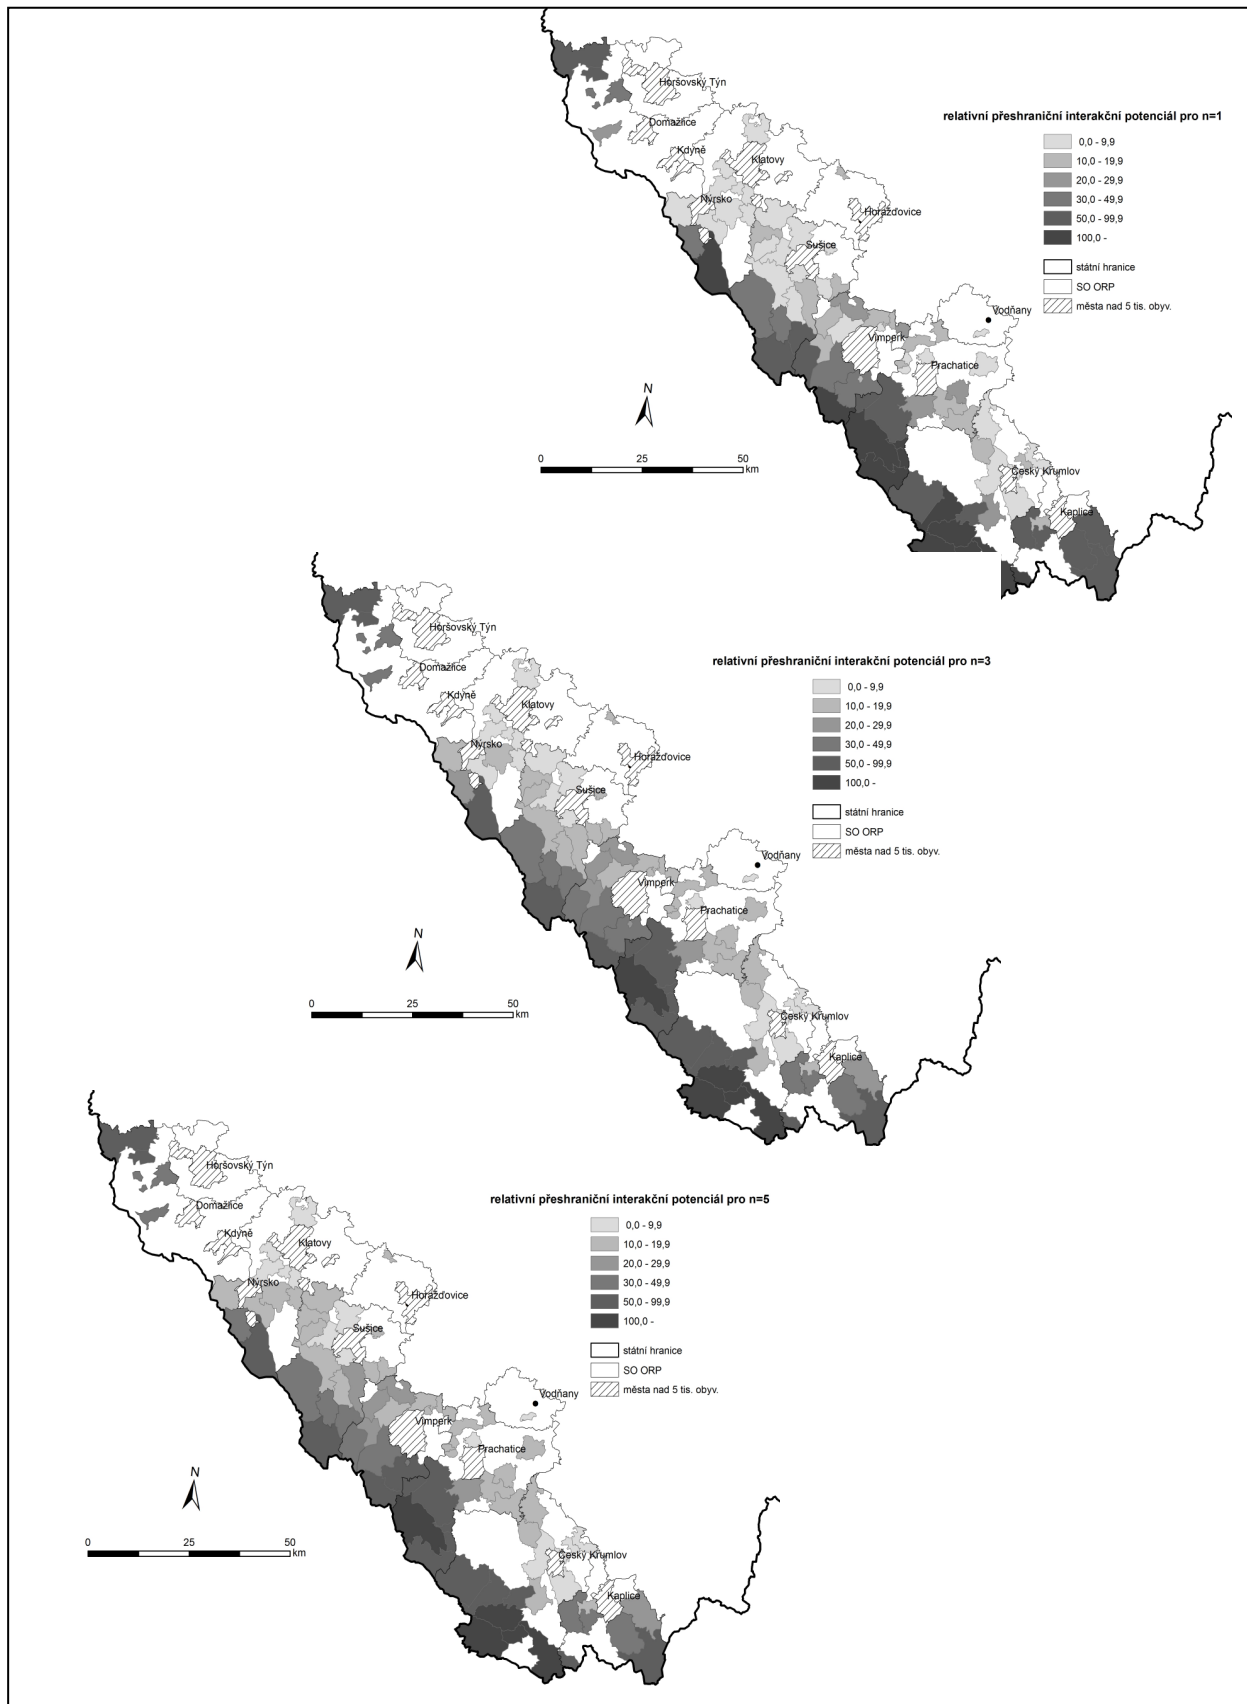 Horšovský Týn
Domažlice
Kdyně
Klatovy
Nýrsko
Horažďovice
Sušice
Vodňany
Vimperk
Prachatice
Český Krumlov
Kaplice
relativní přeshraniční interakční potenciál pro n=1
0,0 - 9,9
10,0 - 19,9
20,0 - 29,9
30,0 - 49,9
50,0 - 99,9
100,0 -
státní hranice
SO ORP
města nad 5 tis. obyv.
N
0 25 50
km
Horšovský Týn
Domažlice
Kdyně
Klatovy
Nýrsko
Horažďovice
Sušice
Vodňany
Vimperk
Prachatice
Český Krumlov
Kaplice
relativní přeshraniční interakční potenciál pro n=3
0,0 - 9,9
10,0 - 19,9
20,0 - 29,9
30,0 - 49,9
50,0 - 99,9
100,0 -
státní hranice
SO ORP
města nad 5 tis. obyv.
N
0 25 50
km
Horšovský Týn
Domažlice
Kdyně
Klatovy
Nýrsko
Horažďovice
Sušice
Vodňany
Vimperk
Prachatice
Český Krumlov
Kaplice
relativní přeshraniční interakční potenciál pro n=5
0,0 - 9,9
10,0 - 19,9
20,0 - 29,9
30,0 - 49,9
50,0 - 99,9
100,0 -
státní hranice
SO ORP
města nad 5 tis. obyv.
N
0 25 50
km